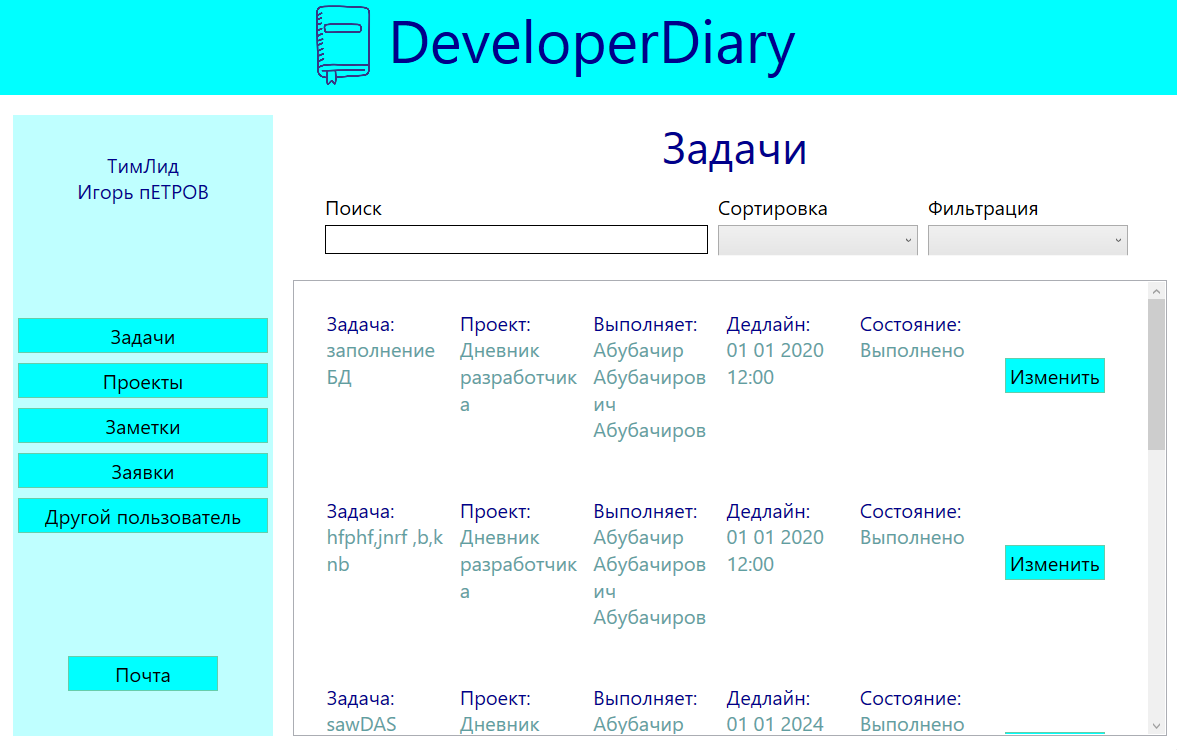 DeveloperDiary
ТимЛид
Игорь пЕТРОВ
Задачи
Проекты
Заметки
Заявки
Другой пользователь
Почта
Задачи
Поиск
Сортировка
Фильтрация
Задача:
заполнение
БД
Проект:
Дневник
разработчик
а
Выполняет:
Абубачир
Абубачиров
ич
Абубачиров
Дедлайн:
01 01 2020
12:00
Состояние:
Выполнено
Изменить
Задача:
hfphf,jnrf ,b,k
nb
Проект:
Дневник
разработчик
а
Выполняет:
Абубачир
Абубачиров
ич
Абубачиров
Дедлайн:
01 01 2020
12:00
Состояние:
Выполнено
Изменить
Задача:
sawDAS
Проект:
Дневник
Выполняет:
Абубачир
Дедлайн:
01 01 2024
Состояние:
Выполнено